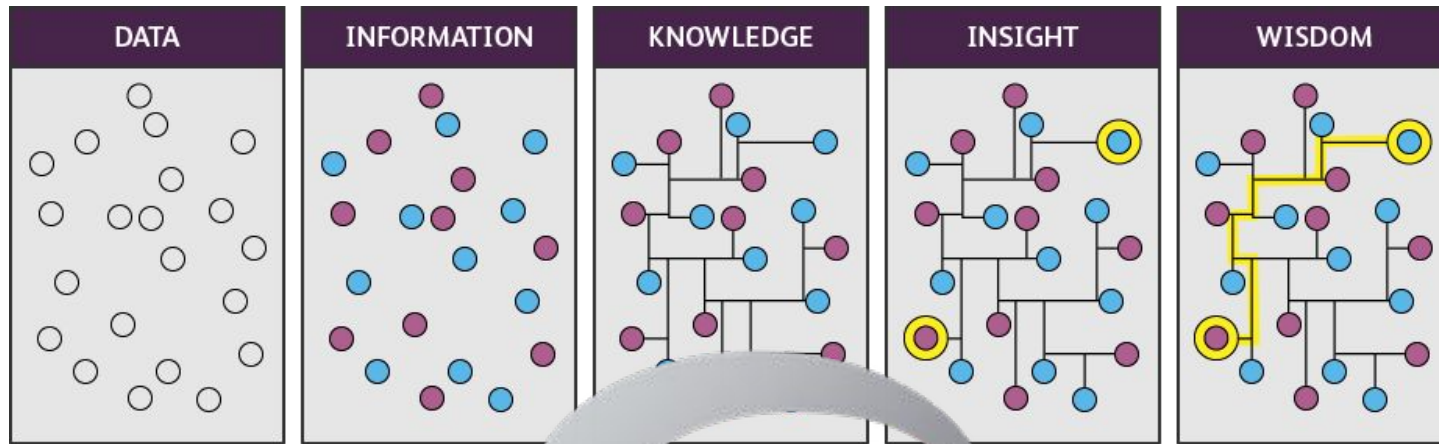 DATA
INFORMATION
KNOWLEDGE
INSIGHT
WISDOM